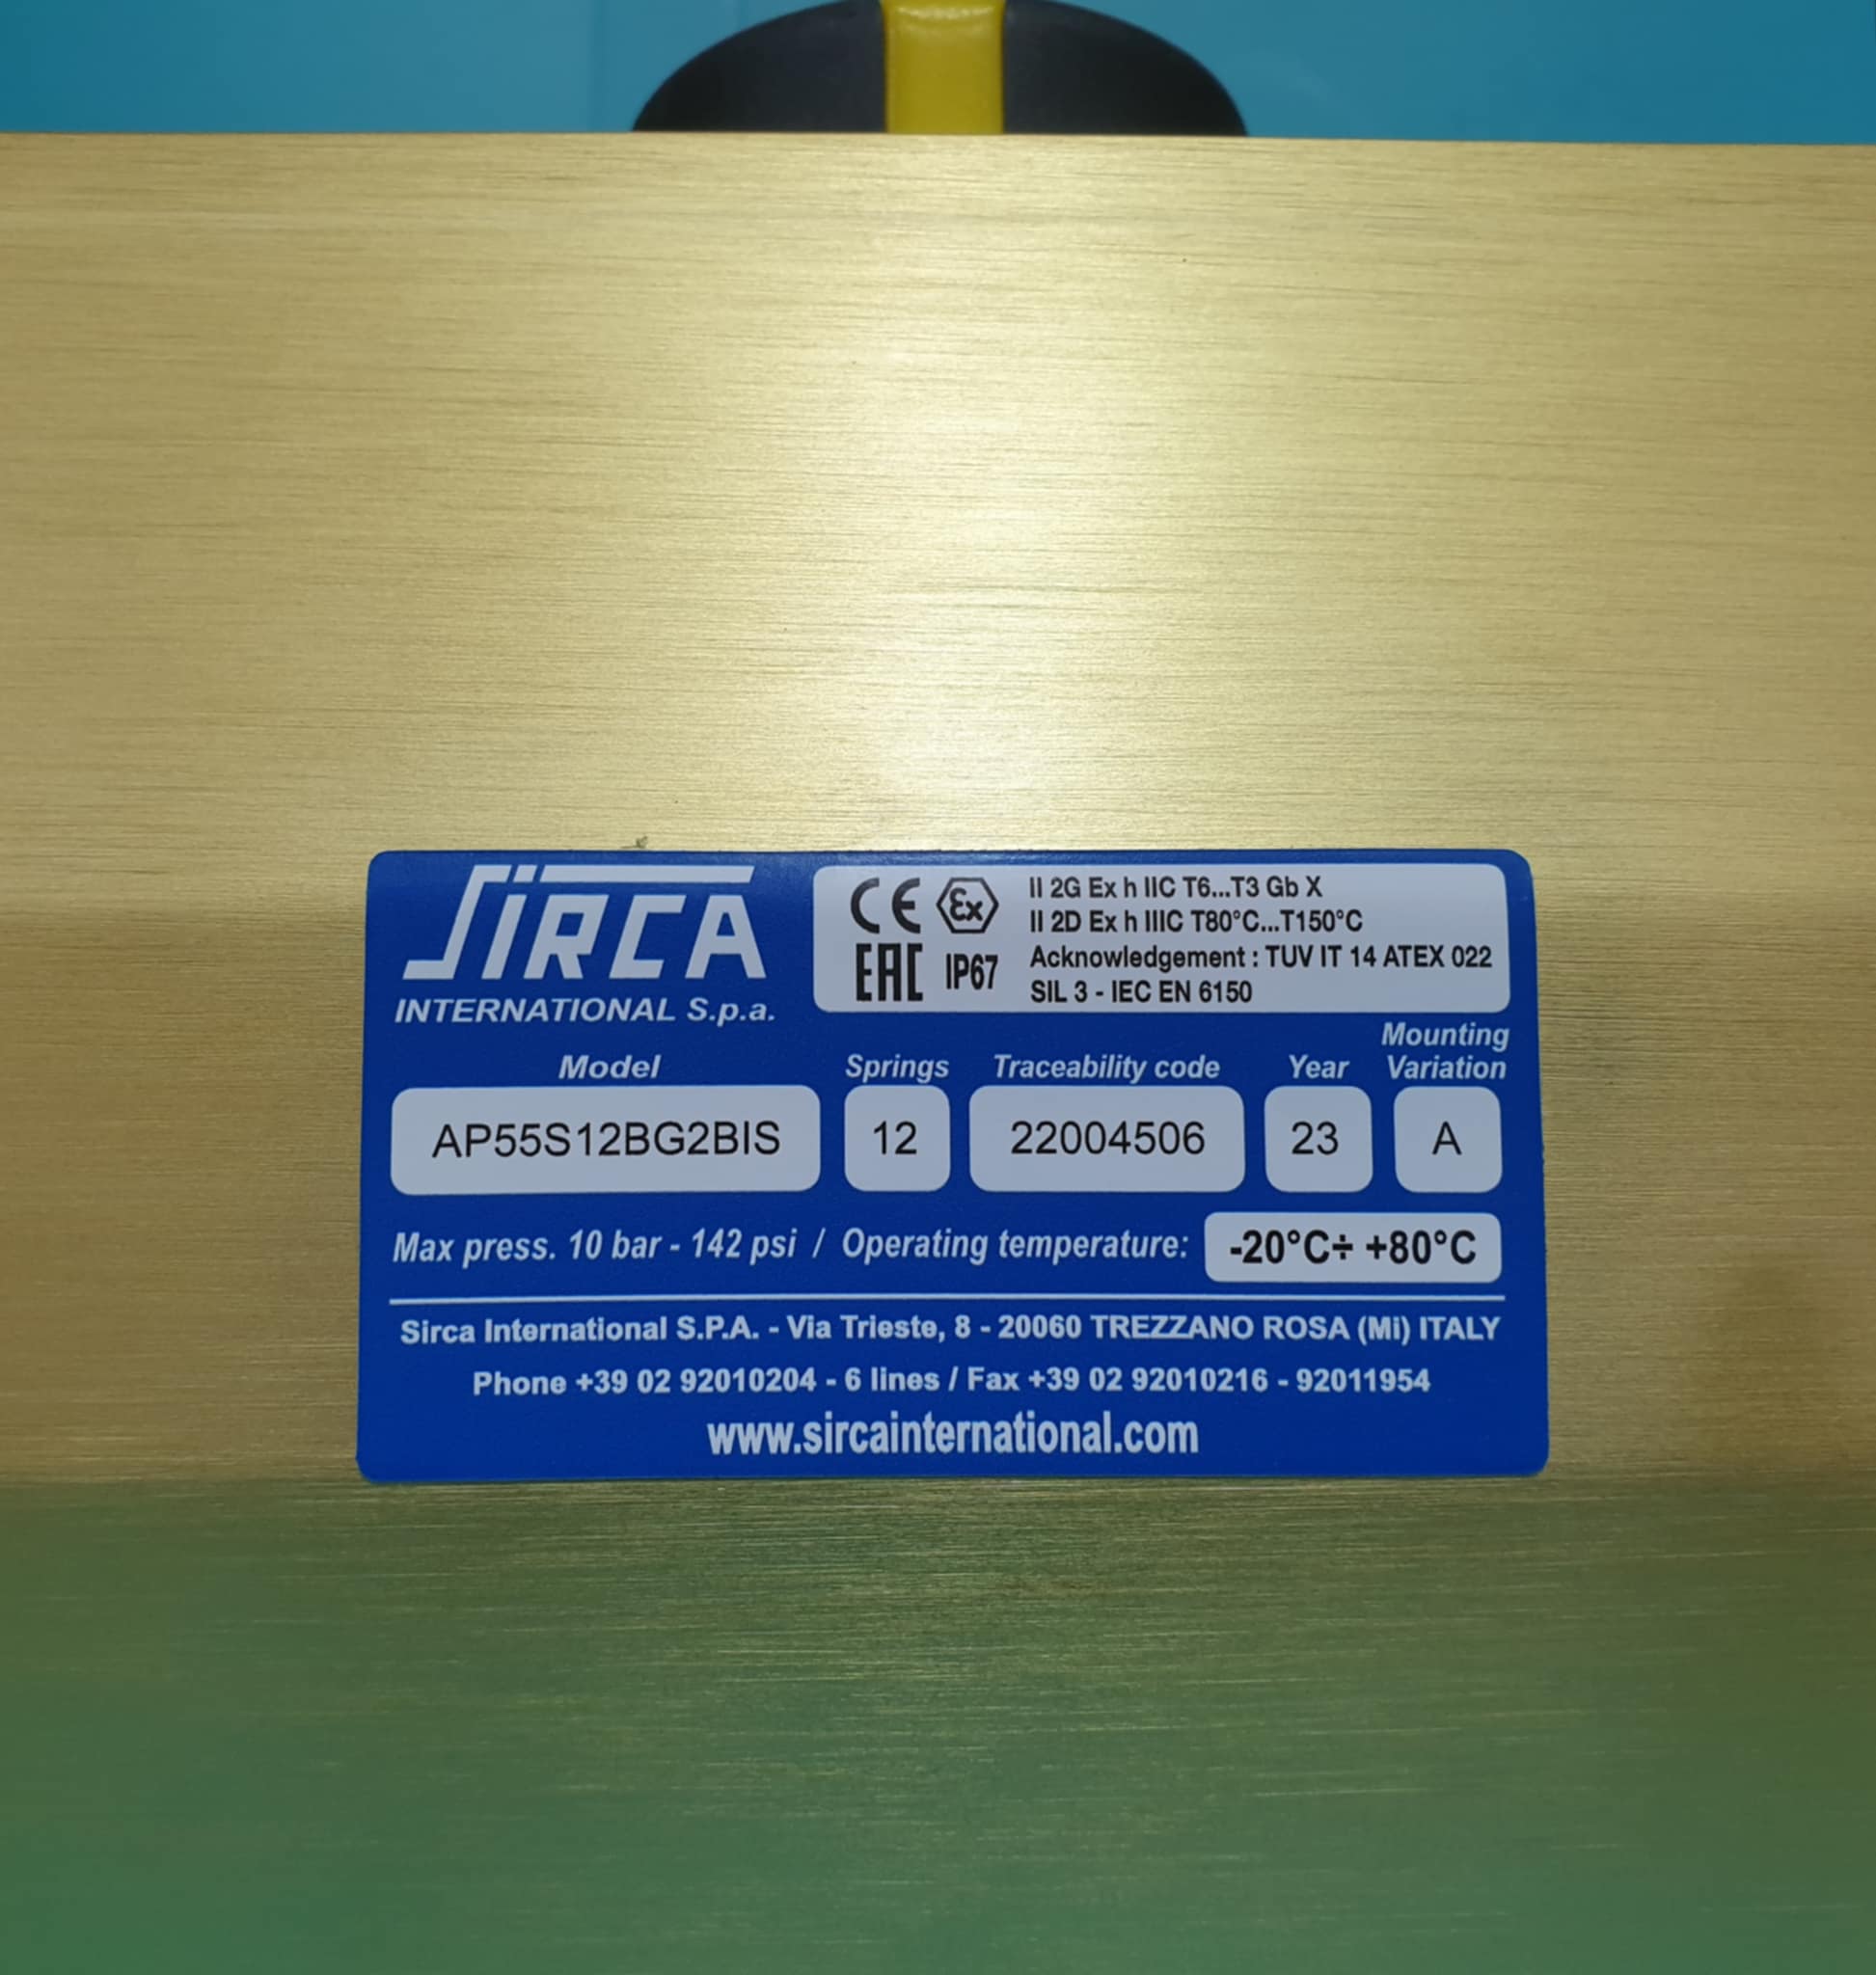 SIRCA
INTERNATIONAL S.p.a.
CE Ex
EAC IP67
II 2G Ex h IIC T6...T3 Gb X
II 2D Ex h IIIC T80°C...T150°C
Acknowledgement : TUV IT 14 ATEX 022
SIL 3 - IEC EN 6150
Model Springs Traceability code Year Mounting Variation
AP55S12BG2BIS 12 22004506 23 A
Max press. 10 bar - 142 psi / Operating temperature: -20°C÷ +80°C
Sirca International S.P.A. - Via Trieste, 8 - 20060 TREZZANO ROSA (Mi) ITALY
Phone +39 02 92010204 - 6 lines / Fax +39 02 92010216 - 92011954
www.sircainternational.com